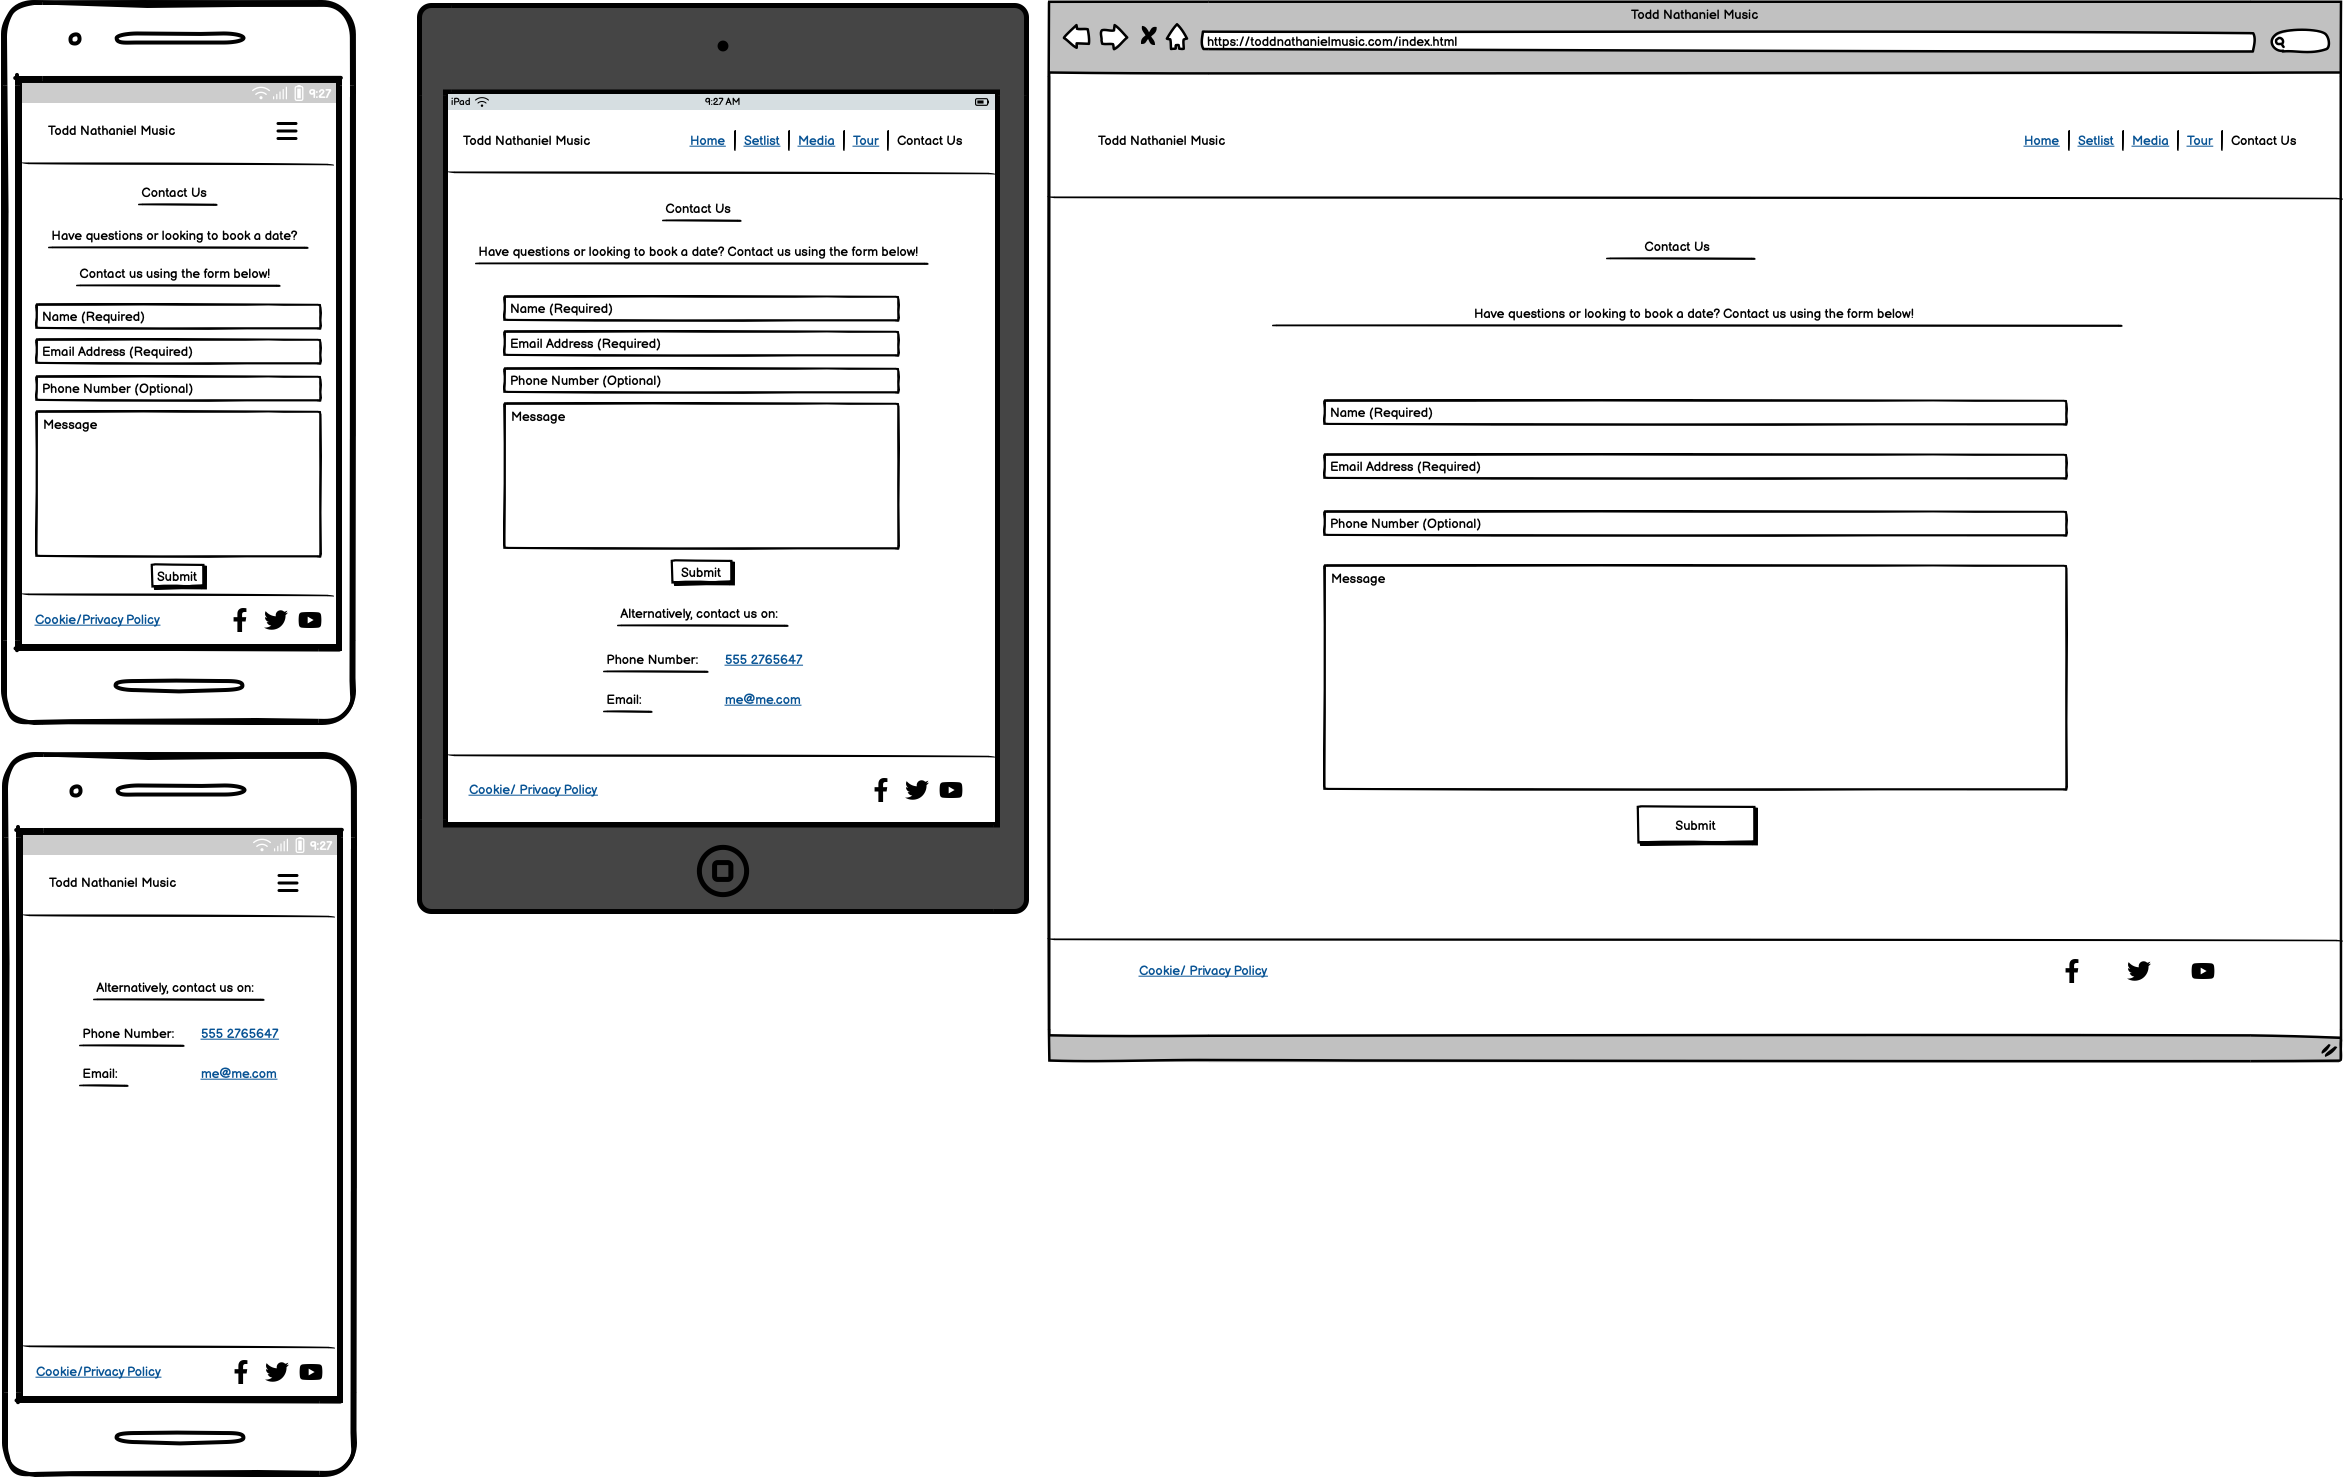 9:27
Todd Nathaniel Music
Contact Us
Have questions or looking to book a date?
Contact us using the form below!
Name (Required)
Email Address (Required)
Phone Number (Optional)
Message
Submit
Cookie/Privacy Policy
9:27
Todd Nathaniel Music
Alternatively, contact us on:
Phone Number: 555 2765647
Email: me@me.com
Cookie/Privacy Policy
iPad 9:27 AM
Todd Nathaniel Music Home Setlist Media Tour Contact Us
Contact Us
Have questions or looking to book a date? Contact us using the form below!
Name (Required)
Email Address (Required)
Phone Number (Optional)
Message
Submit
Alternatively, contact us on:
Phone Number: 555 2765647
Email: me@me.com
Cookie/ Privacy Policy
Todd Nathaniel Music
https://toddnathanielmusic.com/index.html
Todd Nathaniel Music Home Setlist Media Tour Contact Us
Contact Us
Have questions or looking to book a date? Contact us using the form below!
Name (Required)
Email Address (Required)
Phone Number (Optional)
Message
Submit
Cookie/ Privacy Policy